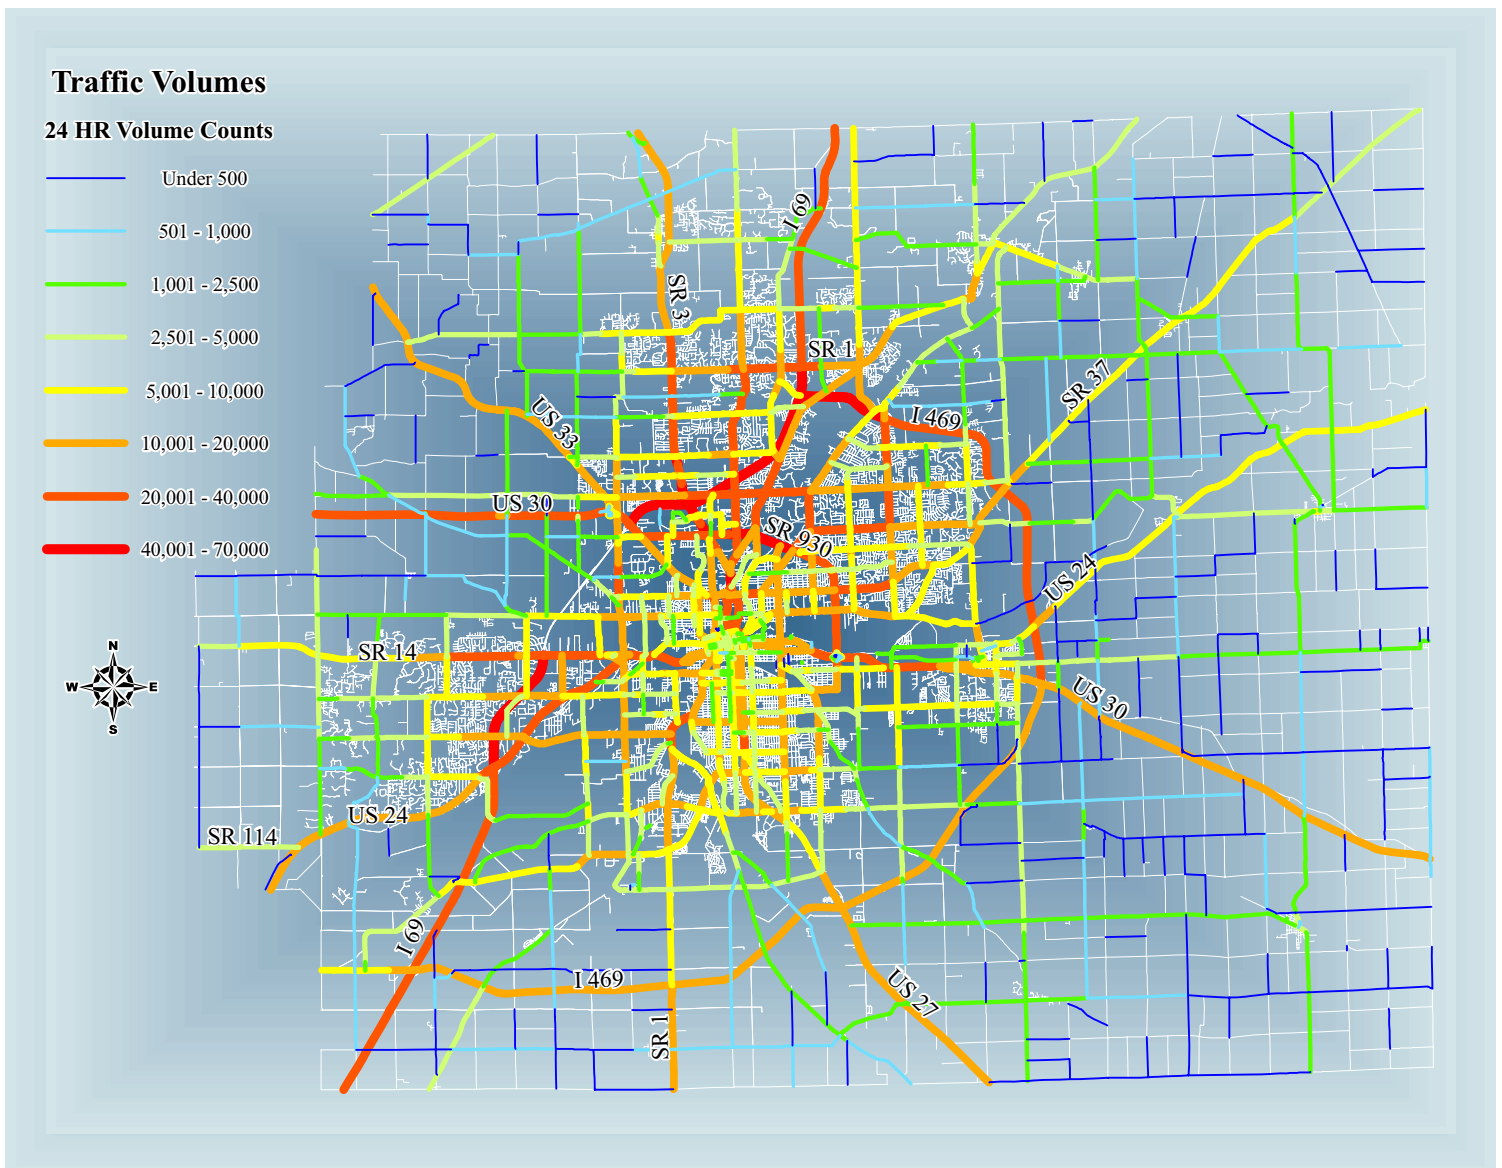 Traffic Volumes
24 HR Volume Counts
Under 500
501 - 1,000
1,001 - 2,500
2,501 - 5,000
5,001 - 10,000
10,001 - 20,000
20,001 - 40,000
40,001 - 70,000
I 69
SR 3
SR 1
SR 37
US 33
I 469
US 30
SR 930
US 24
SR 14
N
W E
S
US 30
US 24
SR 114
I 69
I 469
US 27
SR 1